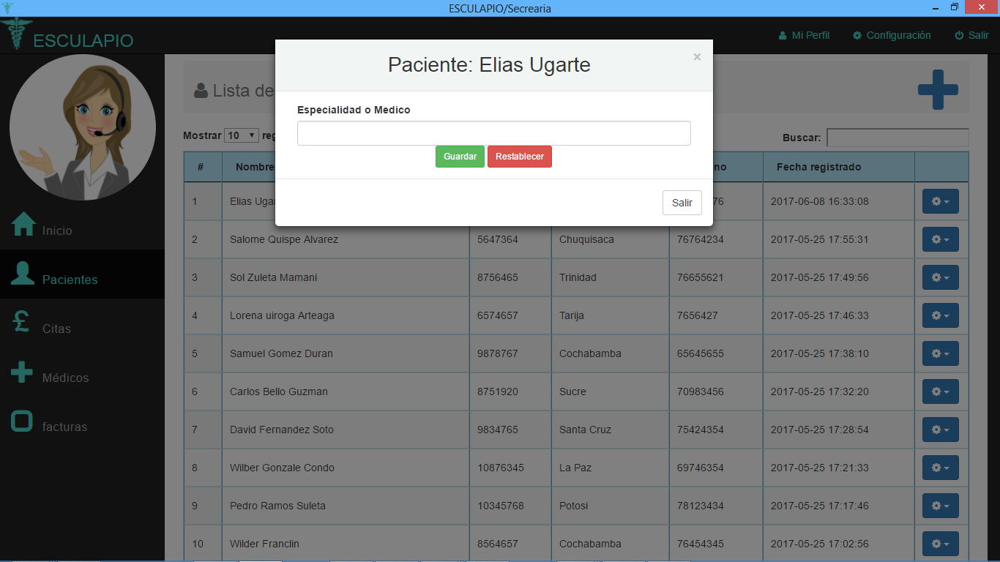 ESCULAPIO/Secrearia
ESCULAPIO
Mi Perfil Configuración Salir
Paciente: Elias Ugarte
×
Lista de
Especialidad o Medico
Mostrar 10 reg
Buscar:
Guardar Restablecer
# Nombre no Fecha registrado
Salir
1 Elias Ugar 76 2017-06-08 16:33:08
2 Salome Quispe Alvarez 5647364 Chuquisaca 76764234 2017-05-25 17:55:31
3 Sol Zuleta Mamani 8756465 Trinidad 76655621 2017-05-25 17:49:56
4 Lorena uiroga Arteaga 6574657 Tarija 7656427 2017-05-25 17:46:33
5 Samuel Gomez Duran 9878767 Cochabamba 65645655 2017-05-25 17:38:10
6 Carlos Bello Guzman 8751920 Sucre 70983456 2017-05-25 17:32:20
7 David Fernandez Soto 9834765 Santa Cruz 75424354 2017-05-25 17:28:54
8 Wilber Gonzale Condo 10876345 La Paz 69746354 2017-05-25 17:21:33
9 Pedro Ramos Suleta 10345768 Potosi 78123434 2017-05-25 17:17:46
10 Wilder Franclin 8564657 Cochabamba 76454345 2017-05-25 17:02:56
Inicio
Pacientes
Citas
Médicos
facturas